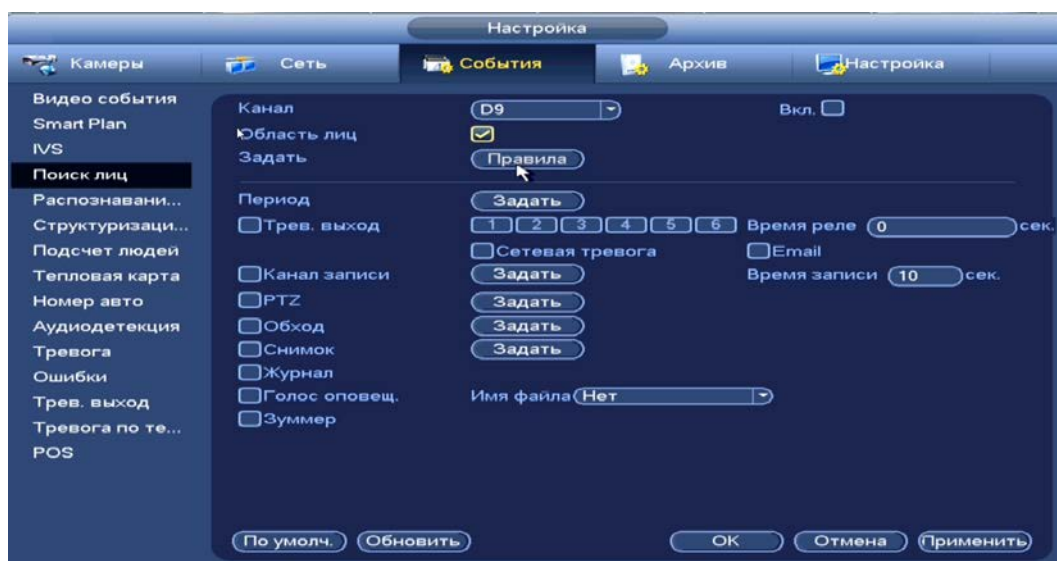 Настройка
Камеры Сеть События Архив Настройка
Видео события
Smart Plan
IVS
Поиск лиц
Распознавани...
Структуризаци...
Подсчет людей
Тепловая карта
Номер авто
Аудиодетекция
Тревога
Ошибки
Трев. выход
Тревога по те...
POS
Канал D9 Вкл.
Область лиц
Задать Правила
Период Задать
Трев. выход 1 2 3 4 5 6 Время реле 0 сек.
Сетевая тревога Email
Канал записи Задать Время записи 10 сек.
PTZ Задать
Обход Задать
Снимок Задать
Журнал
Голос оповещ. Имя файла Нет
Зуммер
По умолч. Обновить ОК Отмена Применить